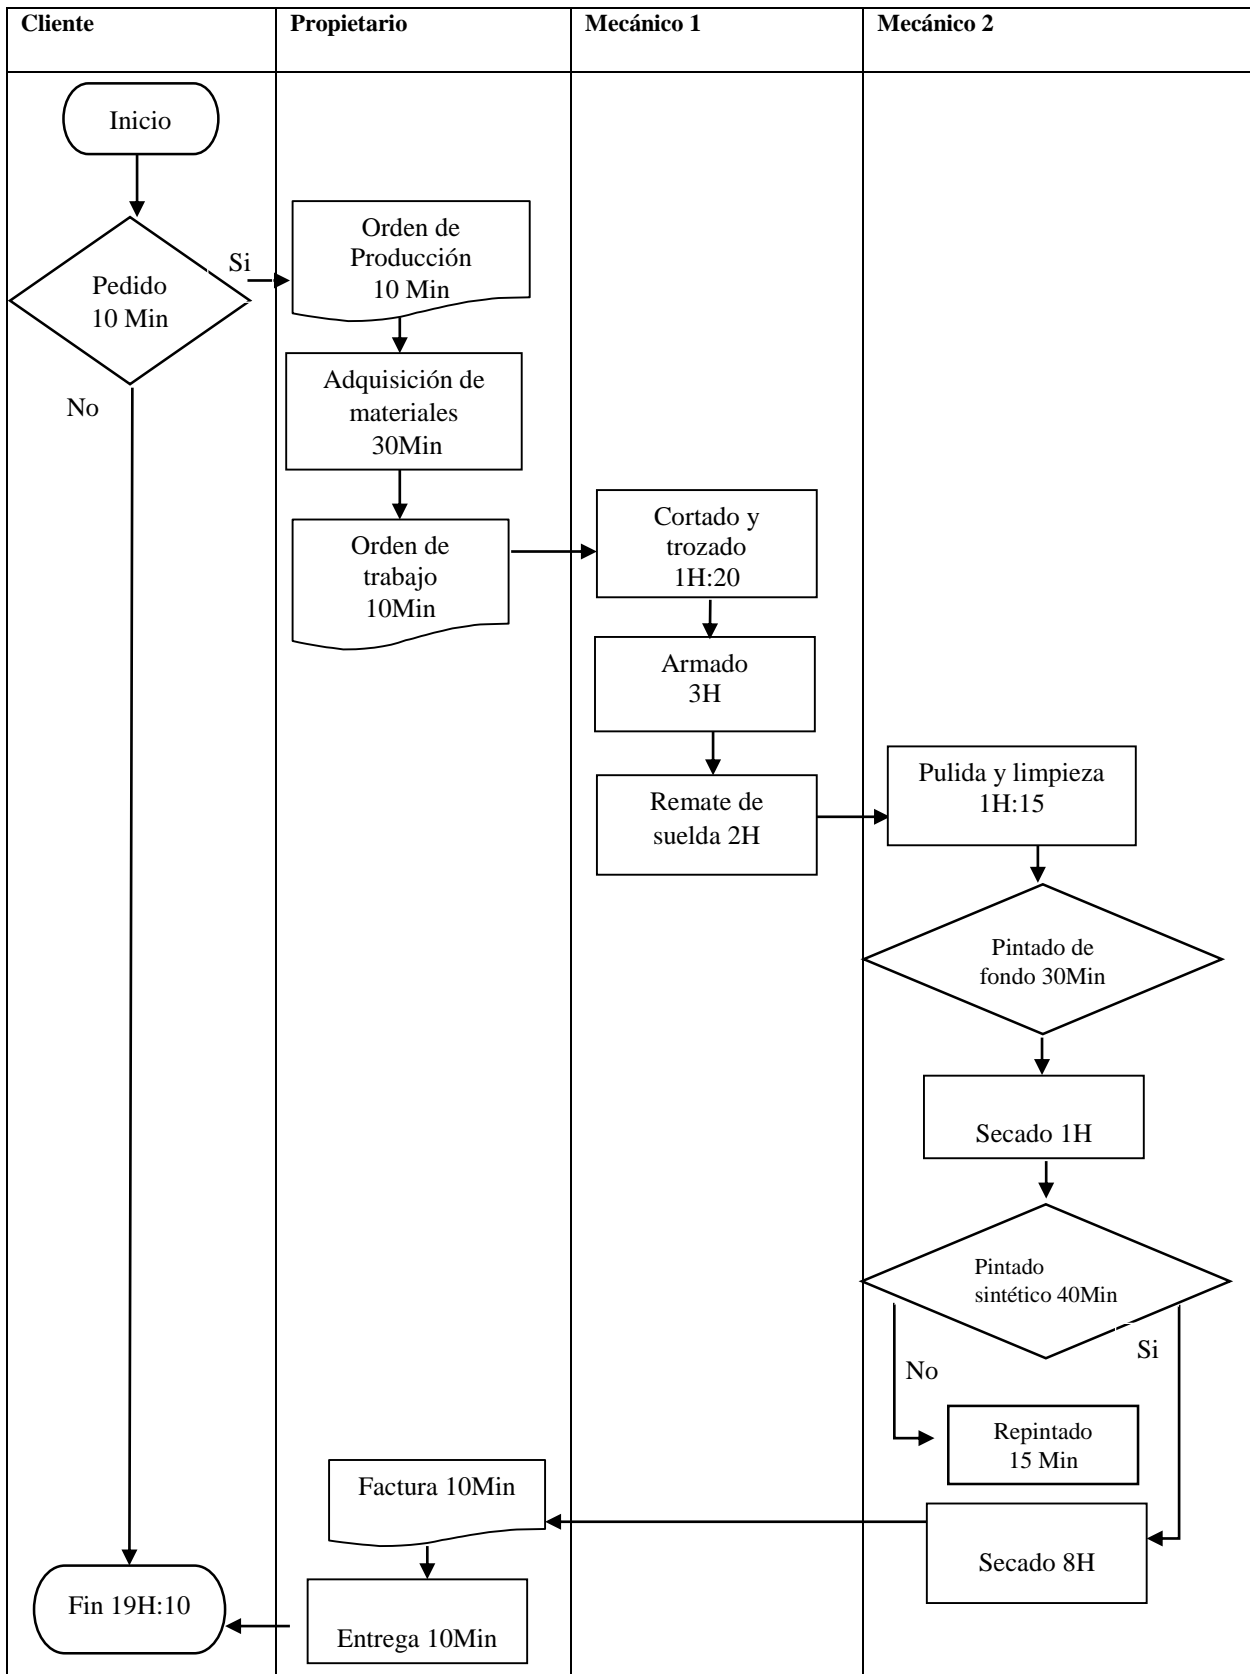 Cliente
Propietario
Mecánico 1
Mecánico 2
Inicio
Pedido
10 Min
Si
No
Orden de
Producción
10 Min
Adquisición de
materiales
30Min
Orden de
trabajo
10Min
Cortado y
trozado
1H:20
Armado
3H
Remate de
suelda 2H
Pulida y limpieza
1H:15
Pintado de
fondo 30Min
Secado 1H
Pintado
sintético 40Min
Si
No
Repintado
15 Min
Secado 8H
Factura 10Min
Entrega 10Min
Fin 19H:10